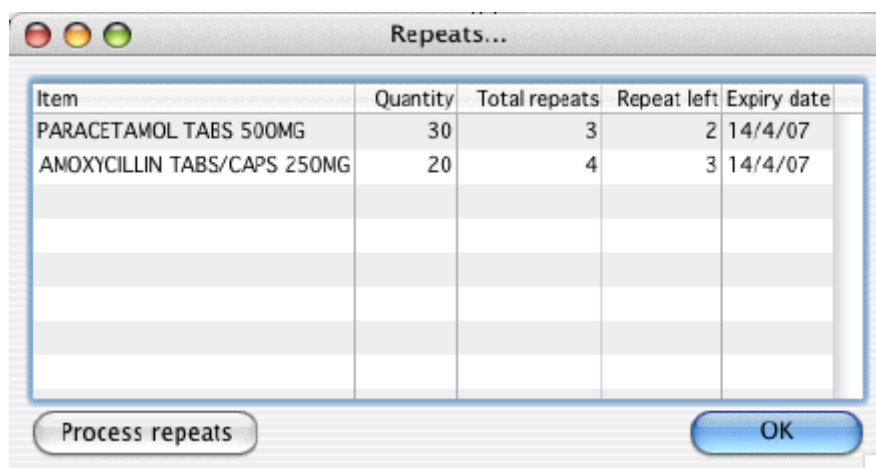 Repeats...
Item Quantity Total repeats Repeat left Expiry date
PARACETAMOL TABS 500MG 30 3 2 14/4/07
AMOXYCILLIN TABS/CAPS 250MG 20 4 3 14/4/07
Process repeats OK